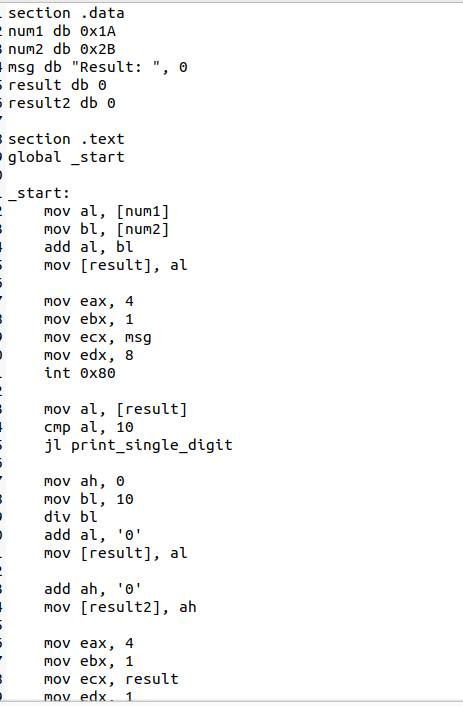 section .data
num1 db 0x1A
num2 db 0x2B
msg db "Result: ", 0
result db 0
result2 db 0

section .text
global _start

_start:
    mov al, [num1]
    mov bl, [num2]
    add al, bl
    mov [result], al

    mov eax, 4
    mov ebx, 1
    mov ecx, msg
    mov edx, 8
    int 0x80

    mov al, [result]
    cmp al, 10
    jl print_single_digit

    mov ah, 0
    mov bl, 10
    div bl
    add al, '0'
    mov [result], al

    add ah, '0'
    mov [result2], ah

    mov eax, 4
    mov ebx, 1
    mov ecx, result
    mov edx, 1